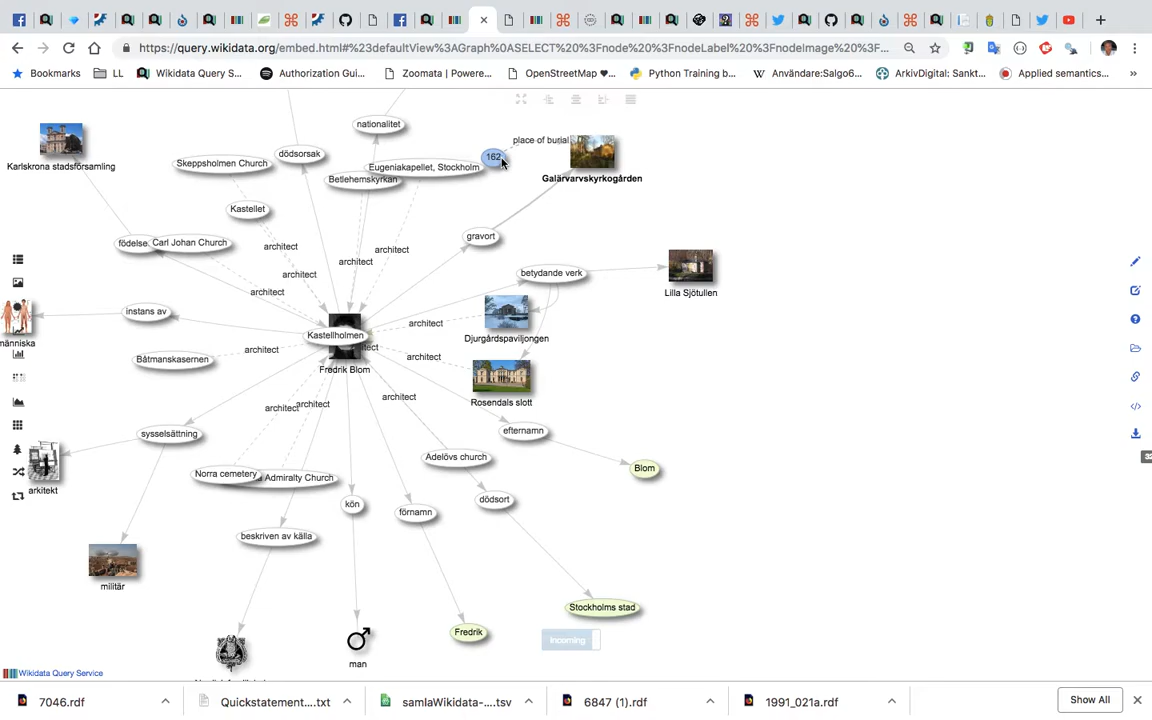 https://query.wikidata.org/embed.html#%23defaultView%3AGraph%0ASELECT%20%3Fnode%20%3FnodeLabel%20%3FnodeImage%20%3F...
Bookmarks
LL
Wikidata Query S...
Authorization Gui...
Zoomata | Powere...
OpenStreetMap ♥...
Python Training b...
Användare:Salgo6...
ArkivDigital: Sankt...
Applied semantics...
»
nationalitet
place of burial
162
Karlskrona stadsförsamling
Skeppsholmen Church
dödsorsak
Eugeniakapellet, Stockholm
Betlehemskyrkan
Galärvarvskyrkogården
Kastellet
födelse
Carl Johan Church
architect
architect
gravort
architect
architect
architect
betydande verk
Lilla Sjötullen
instans av
människa
Kastellholmen
architect
Djurgårdspaviljongen
Båtmanskasernen
architect
architect
Fredrik Blom
Rosendals slott
architect
architect
architect
sysselsättning
efternamn
Adelövs church
Blom
Norra cemetery
Admiralty Church
arkitekt
kön
förnamn
dödsort
beskriven av källa
militär
Stockholms stad
Fredrik
Incoming
man
Wikidata Query Service
7046.rdf
Quickstatement....txt
samlaWikidata-....tsv
6847 (1).rdf
1991_021a.rdf
Show All